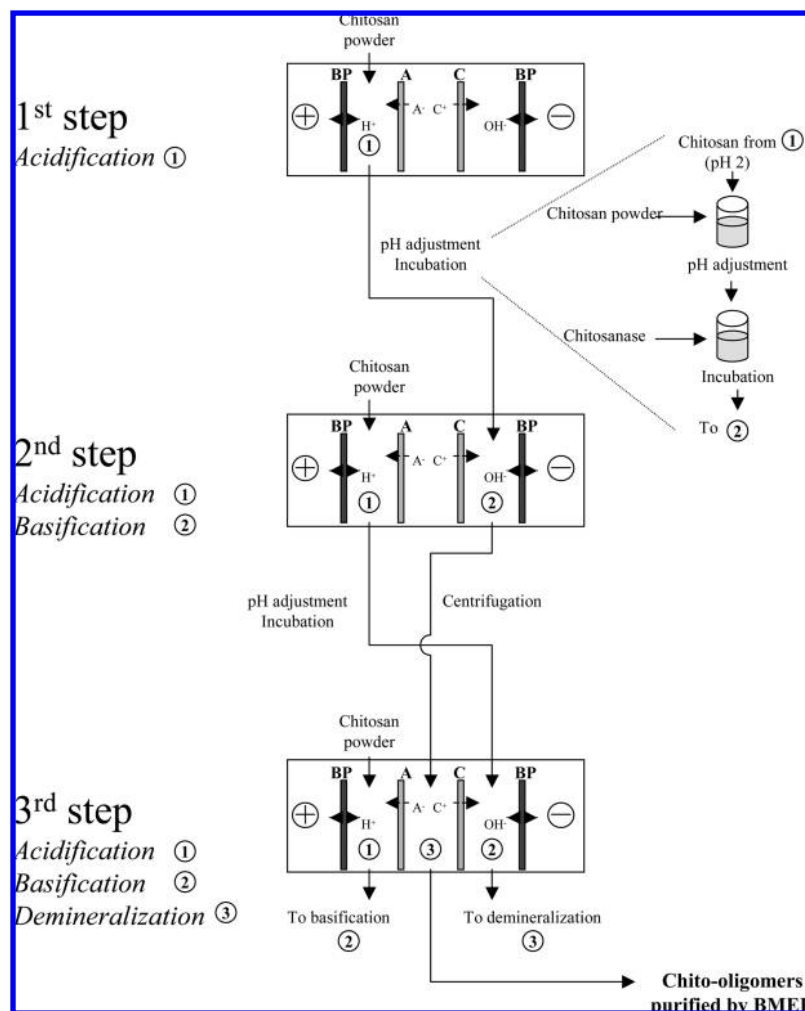 Chitosan
powder
BP A C BP
1st step
Acidification ①
+ H⁺ A⁻ C⁺ OH⁻ −
①
Chitosan from ①
(pH 2)
Chitosan powder
pH adjustment
Incubation
pH adjustment
Chitosanase
Incubation
To ②
Chitosan
powder
BP A C BP
2nd step
Acidification ①
Basification ②
+ H⁺ A⁻ C⁺ OH⁻ −
① ②
pH adjustment
Incubation
Centrifugation
Chitosan
powder
BP A C BP
3rd step
Acidification ①
Basification ②
Demineralization ③
+ H⁺ A⁻ C⁺ OH⁻ −
① ③ ②
To basification
②
To demineralization
③
Chito-oligomers
purified by